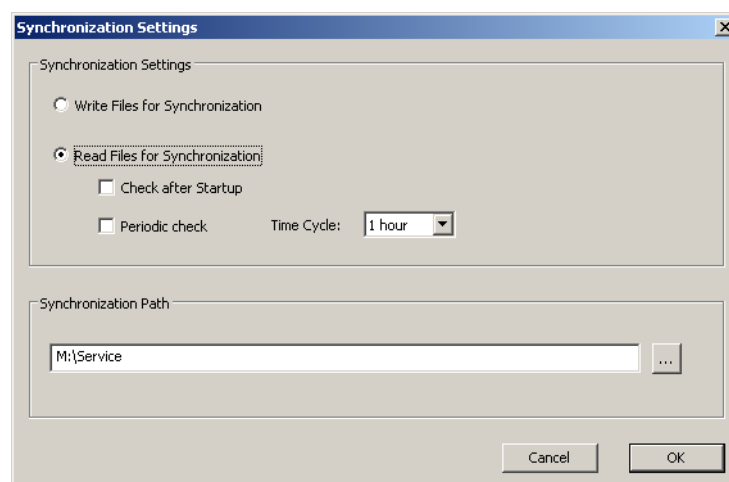 Synchronization Settings
Synchronization Settings
Write Files for Synchronization
Read Files for Synchronization
Check after Startup
Periodic check Time Cycle: 1 hour
Synchronization Path
M:\Service ...
Cancel OK